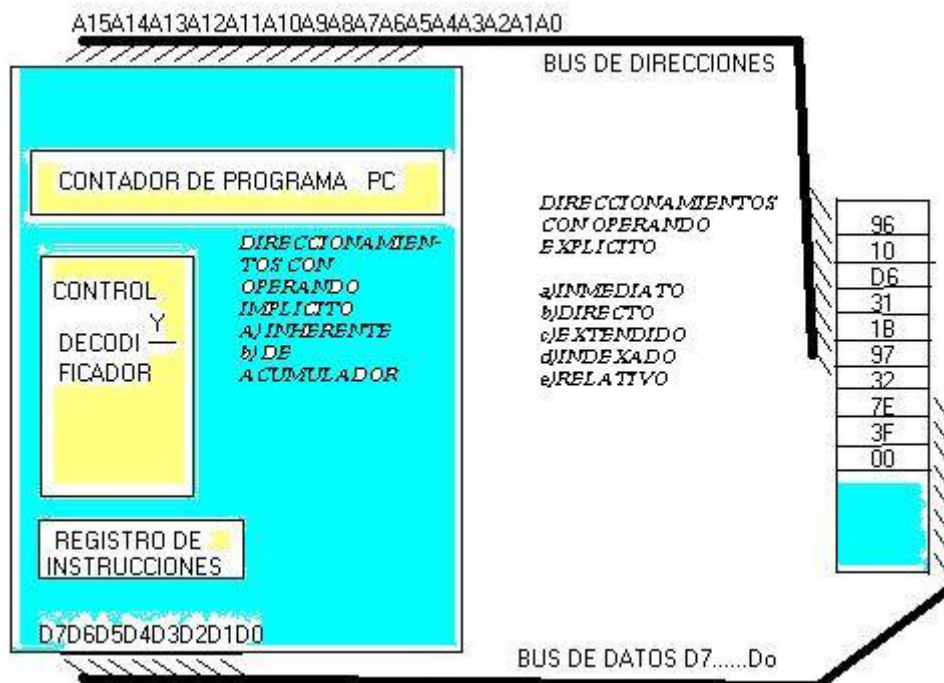 A15A14A13A12A11A10A9A8A7A6A5A4A3A2A1A0
BUS DE DIRECCIONES
CONTADOR DE PROGRAMA PC
CONTROL
Y
DECODI
FICADOR
DIRECCIONAMIEN-
TOS CON
OPERANDO
IMPLICITO
A) INHERENTE
b) DE
ACUMULADOR
REGISTRO DE
INSTRUCCIONES
D7D6D5D4D3D2D1D0
DIRECCIONAMIENTOS
CON OPERANDO
EXPLICITO
a)INMEDIATO
b)DIRECTO
c)EXTENDIDO
d)INDEXADO
e)RELATIVO
96
10
D6
31
1B
97
32
7E
3F
00
BUS DE DATOS D7......Do